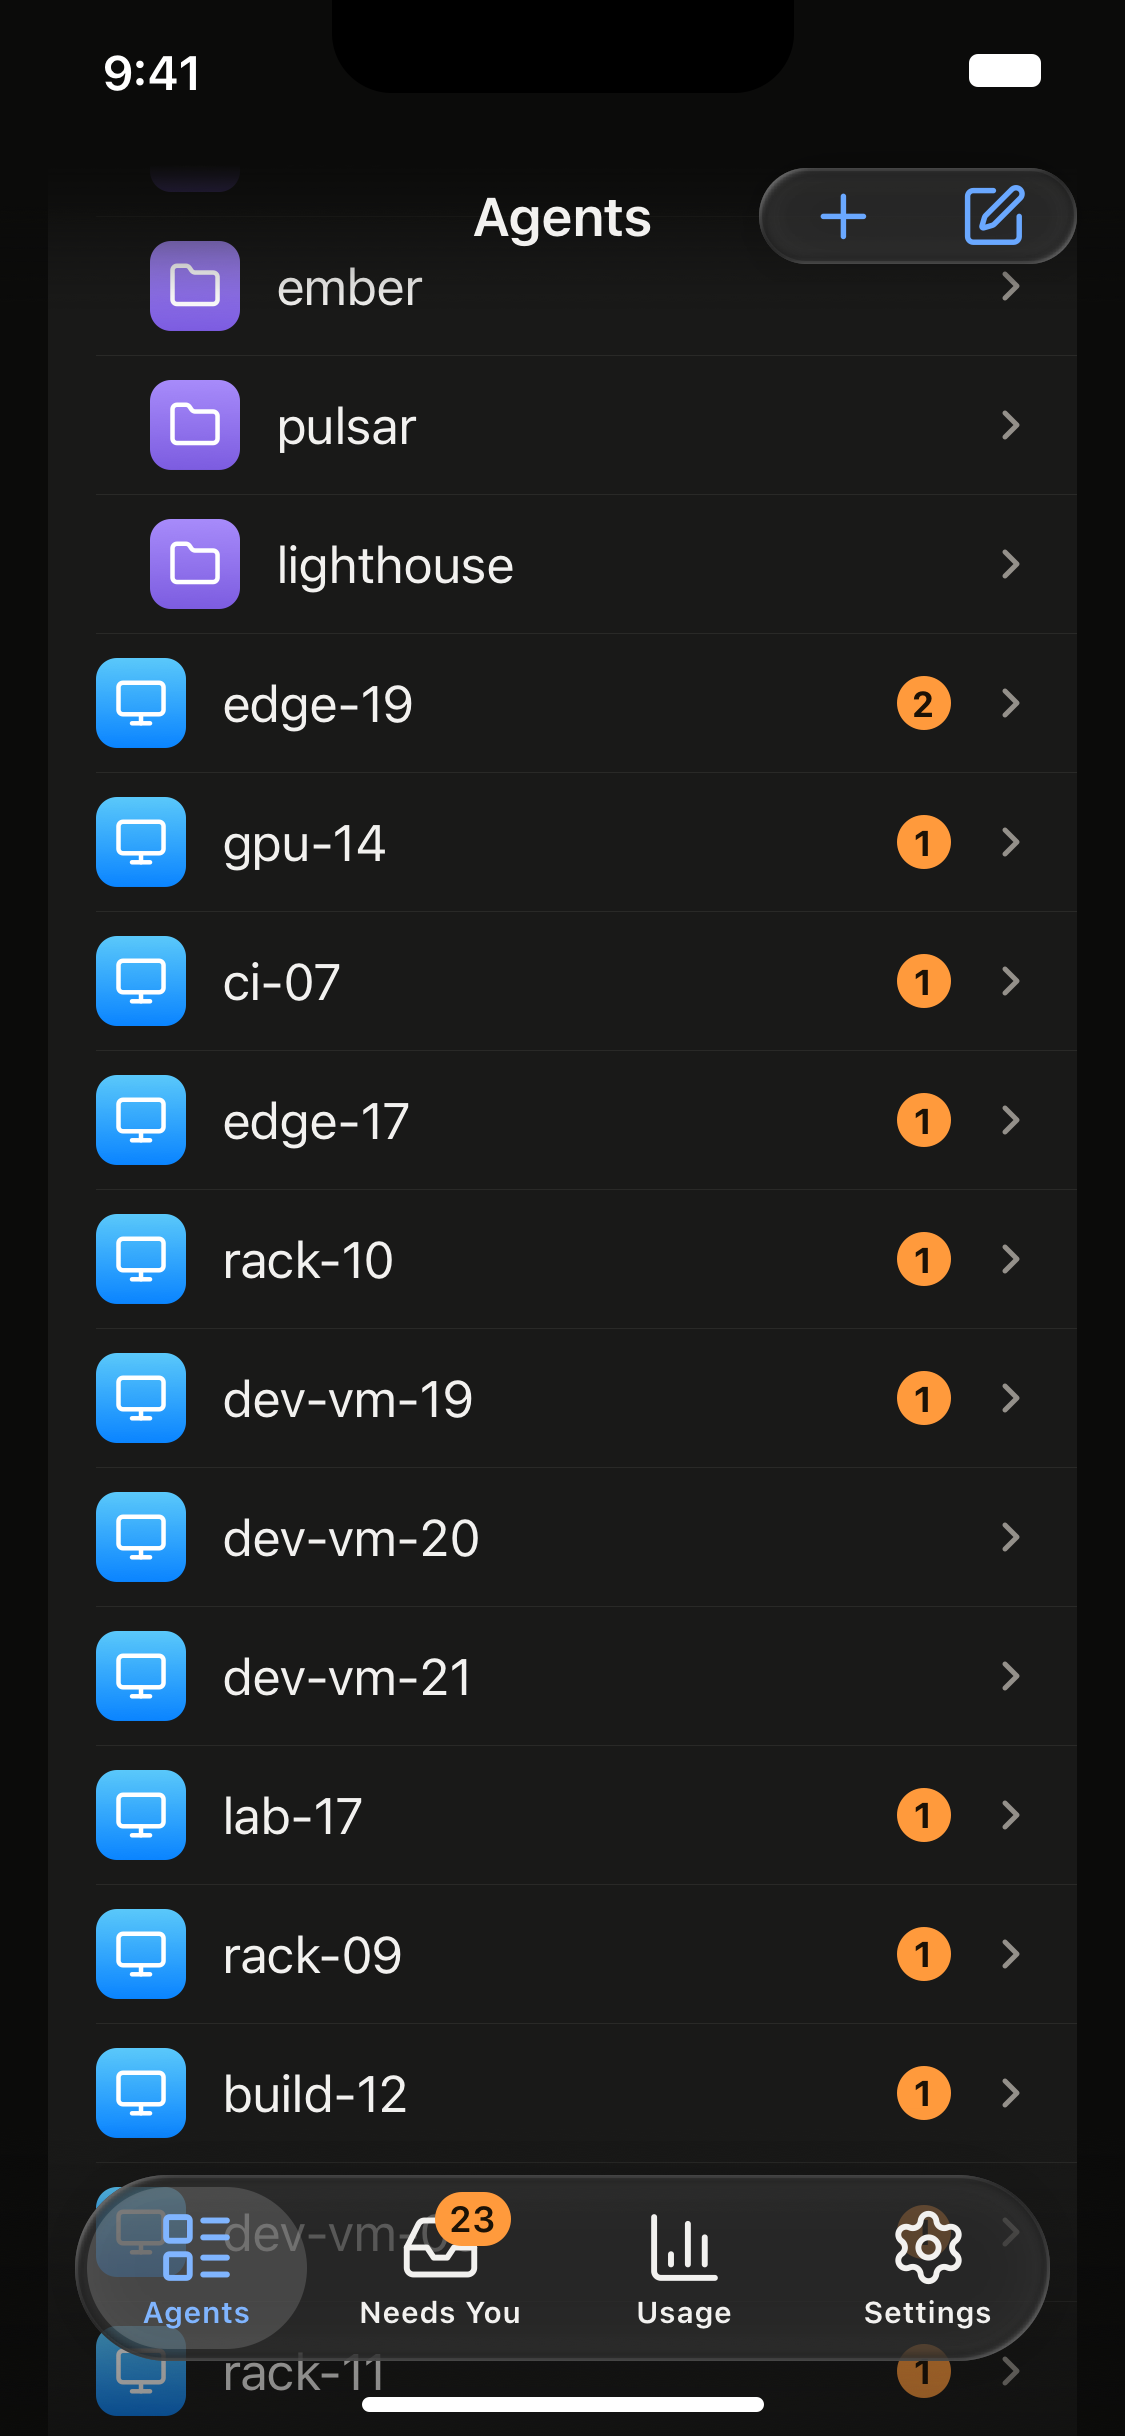 9:41
Agents
ember
pulsar
lighthouse
edge-19
2
gpu-14
1
ci-07
1
edge-17
1
rack-10
1
dev-vm-19
1
dev-vm-20
dev-vm-21
lab-17
1
rack-09
1
build-12
1
23
Agents
Needs You
Usage
Settings
rack-11
1